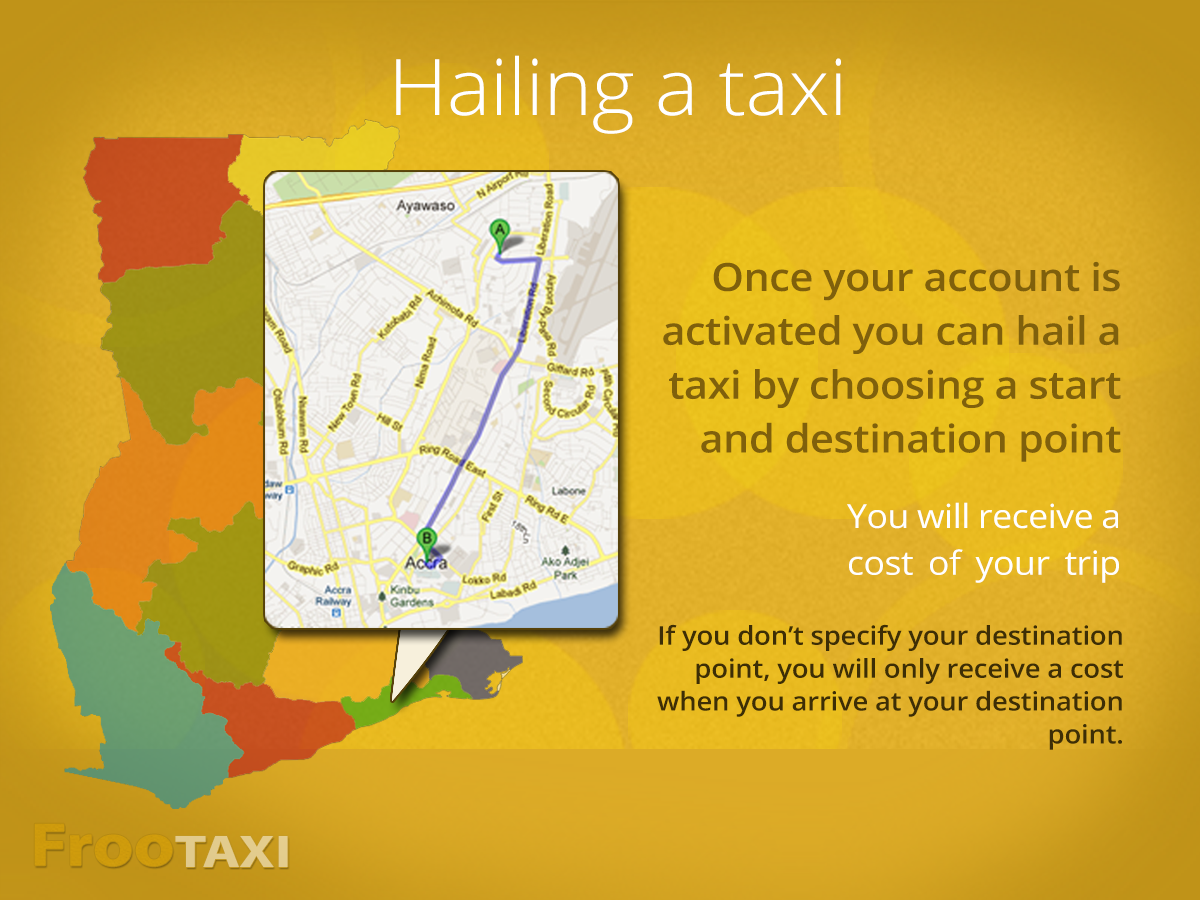 Hailing a taxi
N Airport Rd
Ayawaso
Liberation Road
A
Achimota Rd
Kotobabi Rd
Liberation Rd
Nima Road
Giffard Rd
Second Circular Rd
New Town Rd
Hill St
Nsawam Rd
Ring Road East
Labone
First St
Ring Rd E
B
Accra
Graphic Rd
Lokko Rd
Ako Adjei
Park
Accra
Railway
Kinbu
Gardens
Labadi Rd
Once your account is
activated you can hail a
taxi by choosing a start
and destination point
You will receive a
cost of your trip
If you don’t specify your destination
point, you will only receive a cost
when you arrive at your destination
point.
FrooTAXI